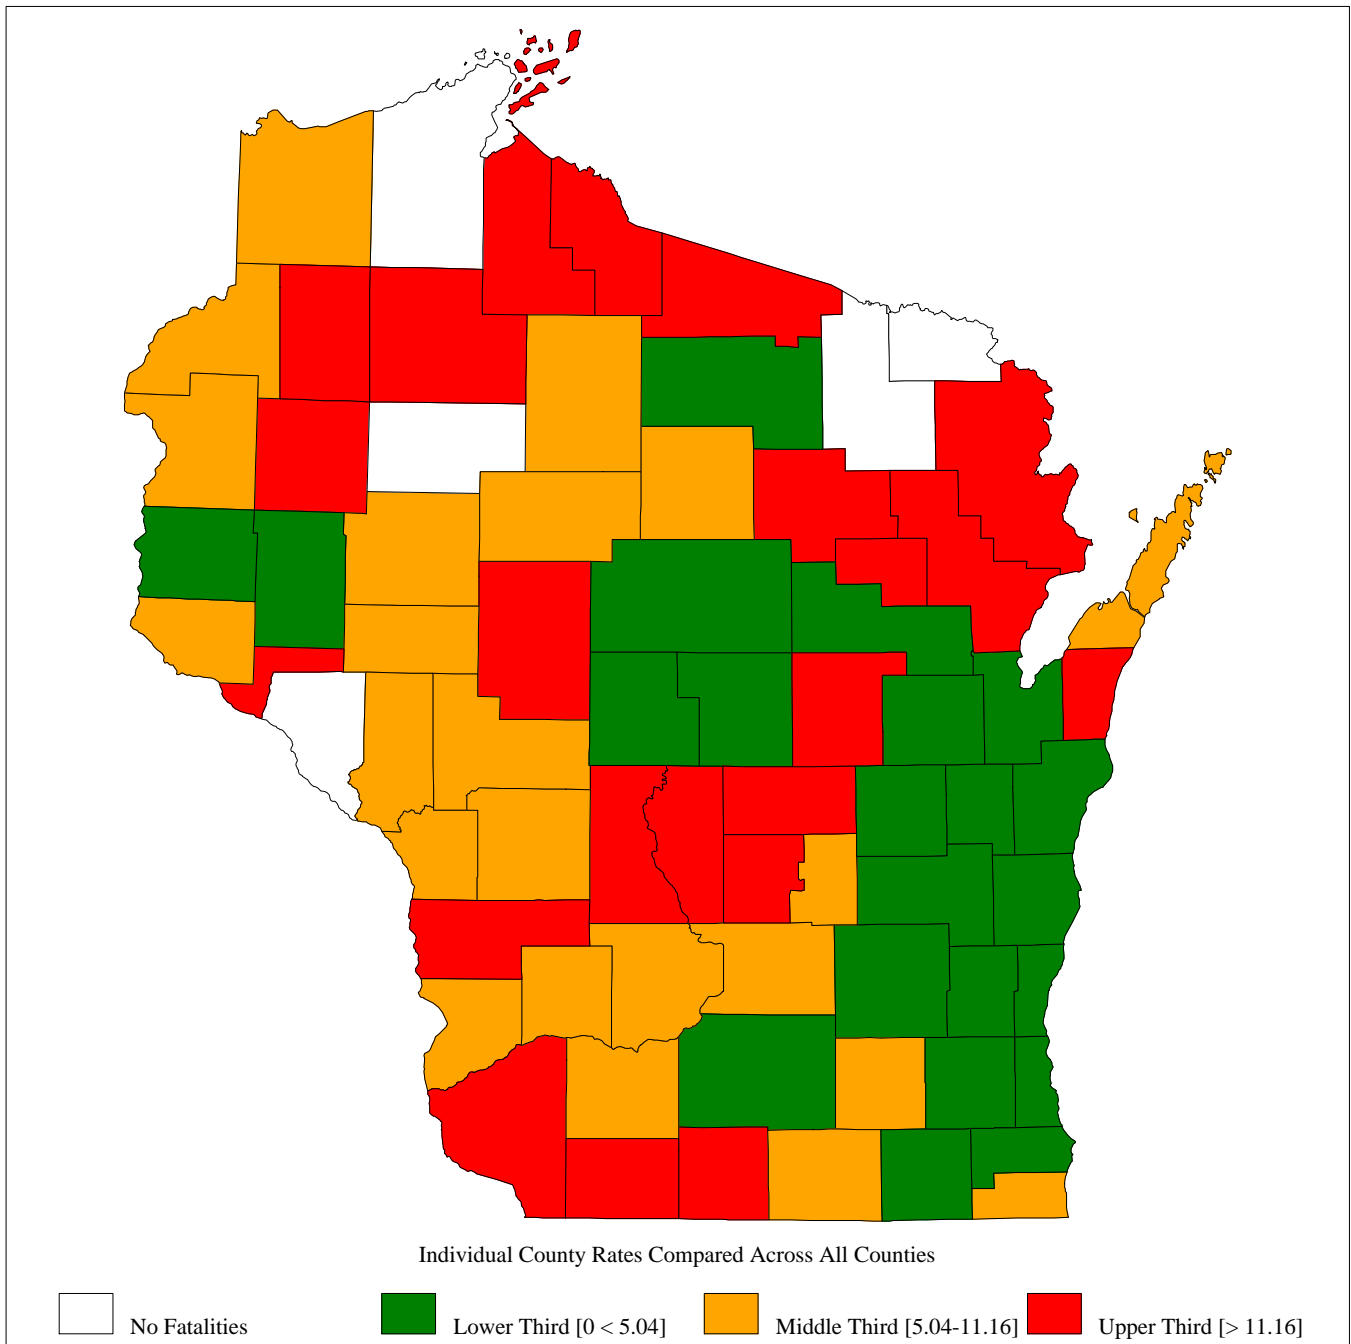 Individual County Rates Compared Across All Counties
No Fatalities Lower Third [0 < 5.04] Middle Third [5.04-11.16] Upper Third [> 11.16]